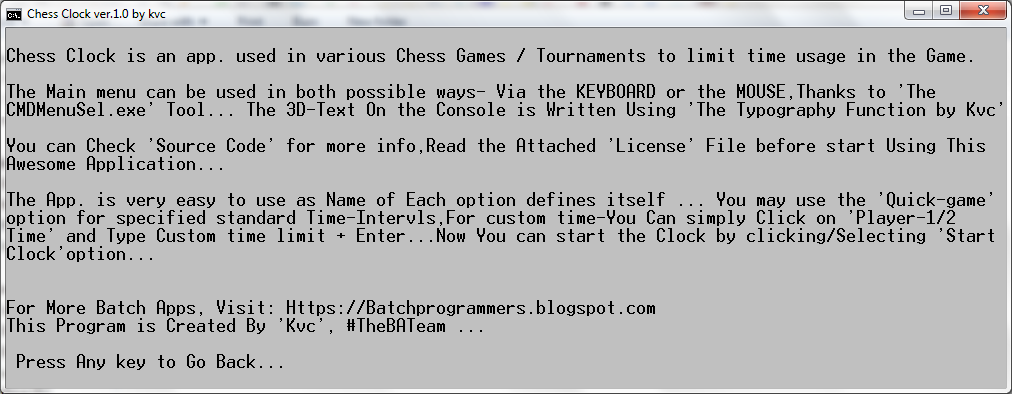 Chess Clock ver.1.0 by kvc
Chess Clock is an app. used in various Chess Games / Tournaments to limit time usage in the Game.
The Main menu can be used in both possible ways- Via the KEYBOARD or the MOUSE,Thanks to 'The
CMDMenuSel.exe' Tool... The 3D-Text On the Console is Written Using 'The Typography Function by Kvc'
You can Check 'Source Code' for more info,Read the Attached 'License' File before start Using This
Awesome Application...
The App. is very easy to use as Name of Each option defines itself ... You may use the 'Quick-game'
option for specified standard Time-Intervls,For custom time-You Can Simply Click on 'Player-1/2
Time' and Type Custom time limit + Enter...Now You can start the Clock by clicking/Selecting 'Start
Clock'option...
For More Batch Apps, Visit: Https://Batchprogrammers.blogspot.com
This Program is Created By 'Kvc', #TheBATeam ...
Press Any key to Go Back...